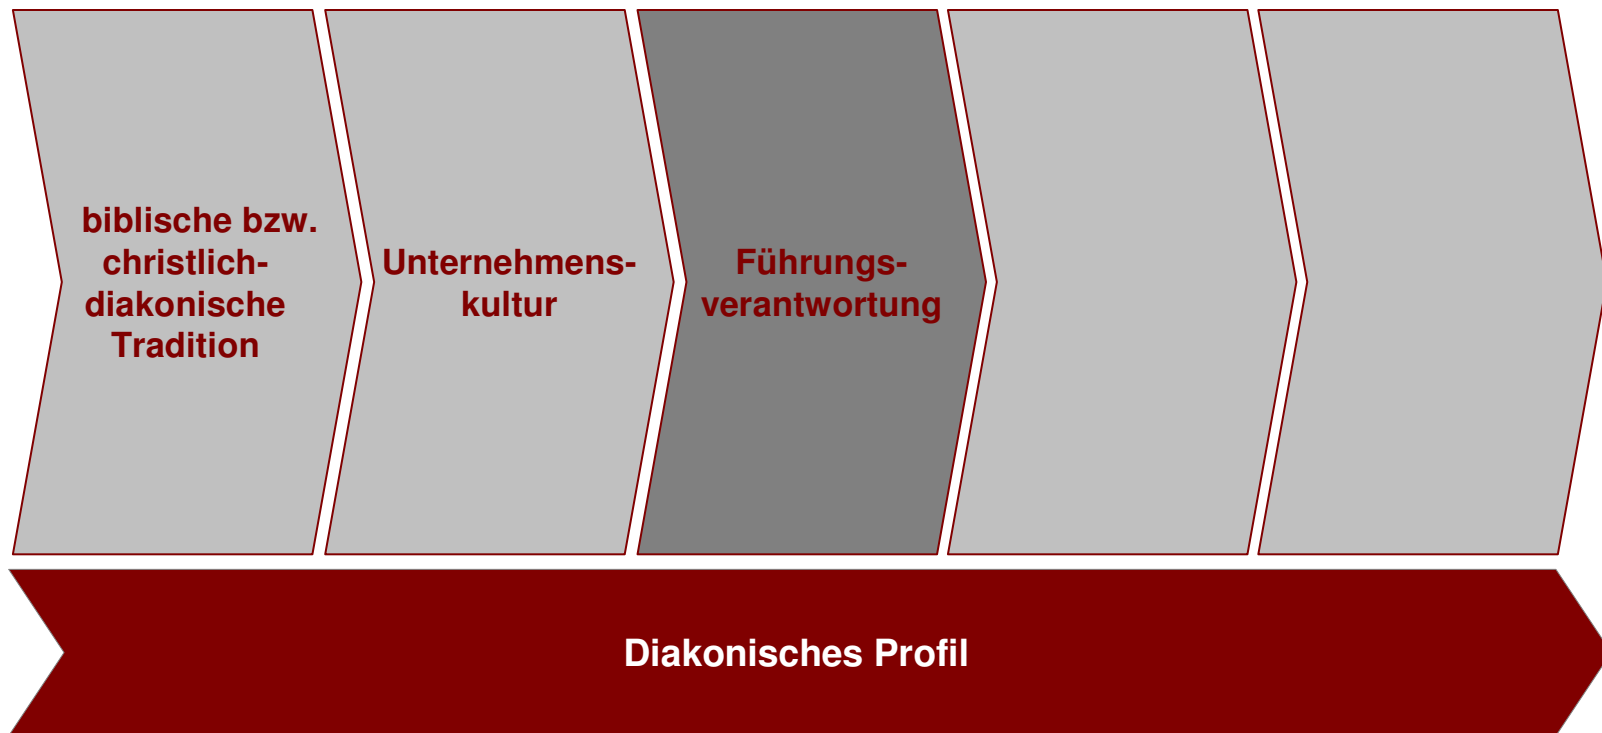 biblische bzw.
christlich-
diakonische
Tradition
Unternehmens-
kultur
Führungs-
verantwortung
Diakonisches Profil